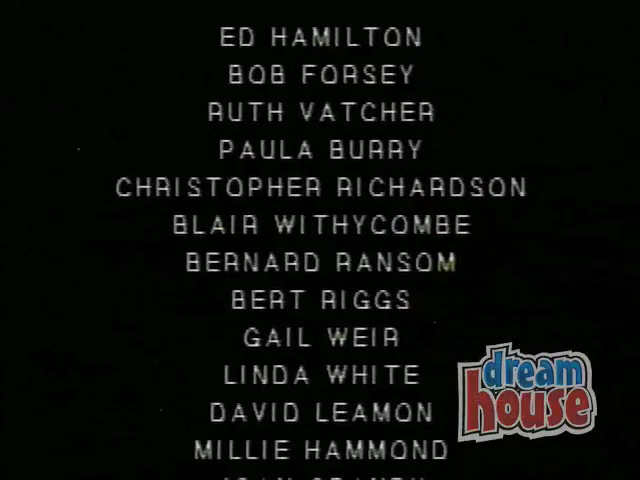 ED HAMILTON
BOB FORSEY
RUTH VATCHER
PAULA BURRY
CHRISTOPHER RICHARDSON
BLAIR WITHYCOMBE
BERNARD RANSOM
BERT RIGGS
GAIL WEIR
LINDA WHITE
DAVID LEAMON
MILLIE HAMMOND
dream
house